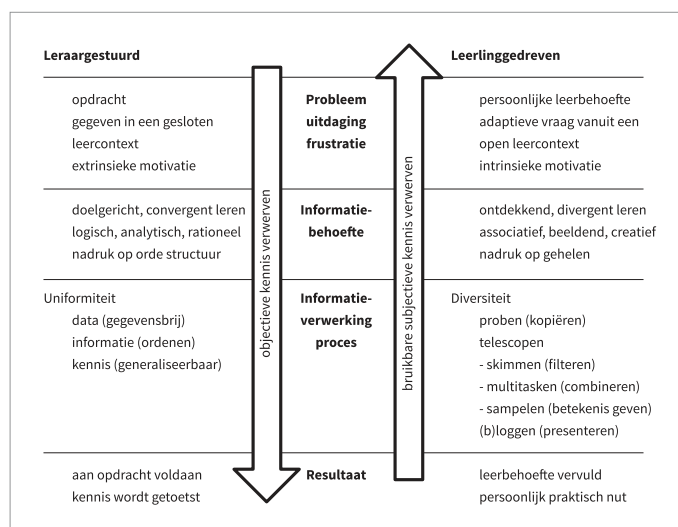 Leraargestuurd
Leerlinggedreven
opdracht
gegeven in een gesloten
leercontext
extrinsieke motivatie
Probleem
uitdaging
frustratie
persoonlijke leerbehoefte
adaptieve vraag vanuit een
open leercontext
intrinsieke motivatie
doelgericht, convergent leren
logisch, analytisch, rationeel
nadruk op orde structuur
Informatie-
behoefte
ontdekkend, divergent leren
associatief, beeldend, creatief
nadruk op gehelen
objectieve kennis verwerven
bruikbare subjectieve kennis verwerven
Uniformiteit
data (gegevensbrij)
informatie (ordenen)
kennis (generaliseerbaar)
Informatie-
verwerking
proces
Diversiteit
proben (kopiëren)
telescopen
- skimmen (filteren)
- multitasken (combineren)
- sampelen (betekenis geven)
(b)loggen (presenteren)
aan opdracht voldaan
kennis wordt getoetst
Resultaat
leerbehoefte vervuld
persoonlijk praktisch nut